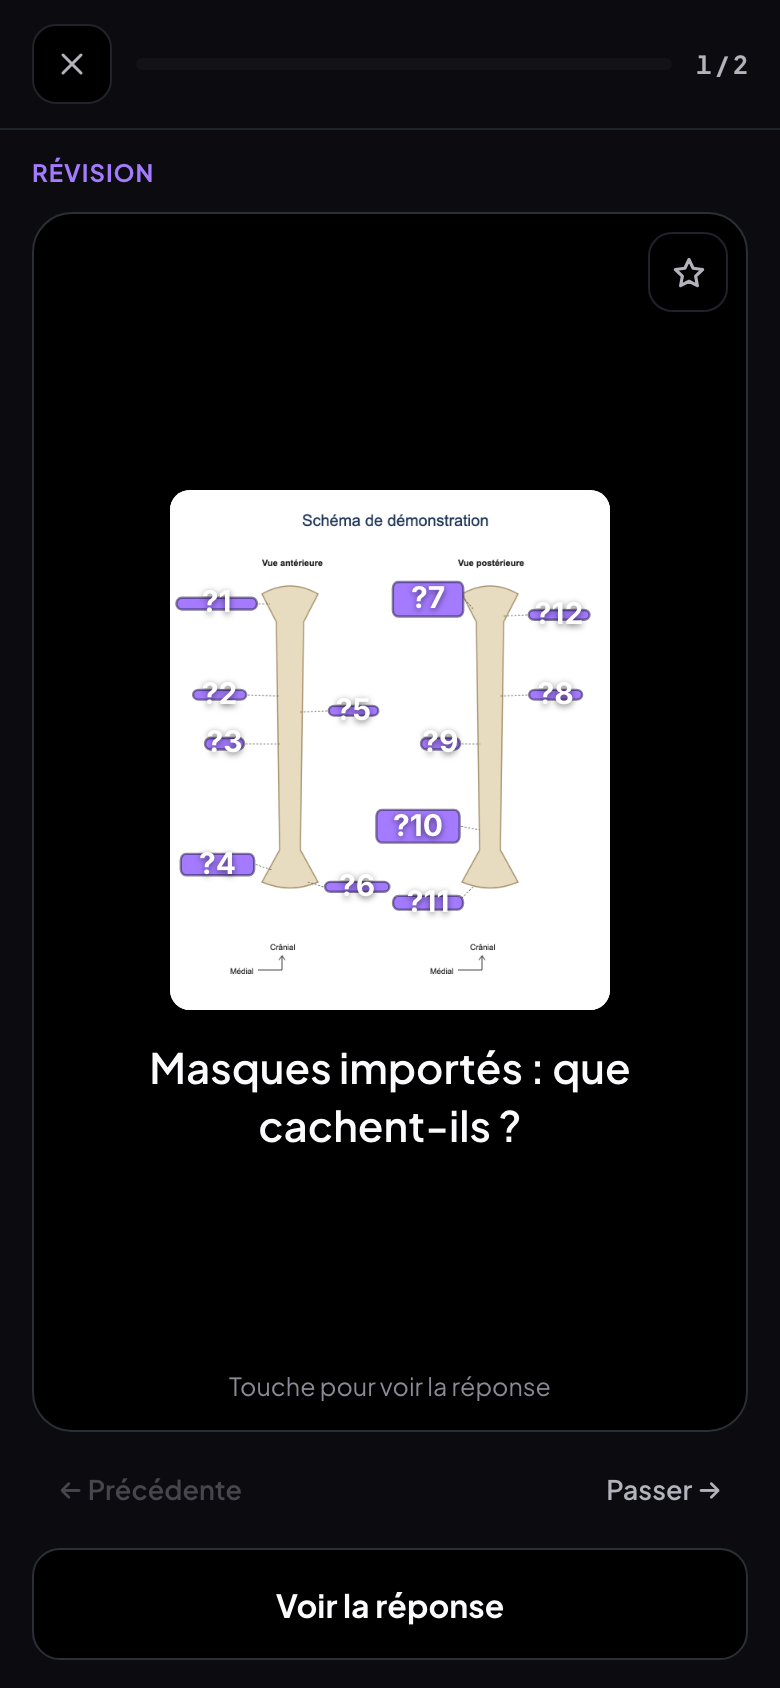 1/2
RÉVISION
Schéma de démonstration
Vue antérieure
Vue postérieure
?1
?7
?12
?2
?5
?8
?3
?9
?10
?4
?6
?11
Crânial
Médial
Crânial
Médial
Masques importés : que
cachent-ils ?
Touche pour voir la réponse
← Précédente
Passer →
Voir la réponse